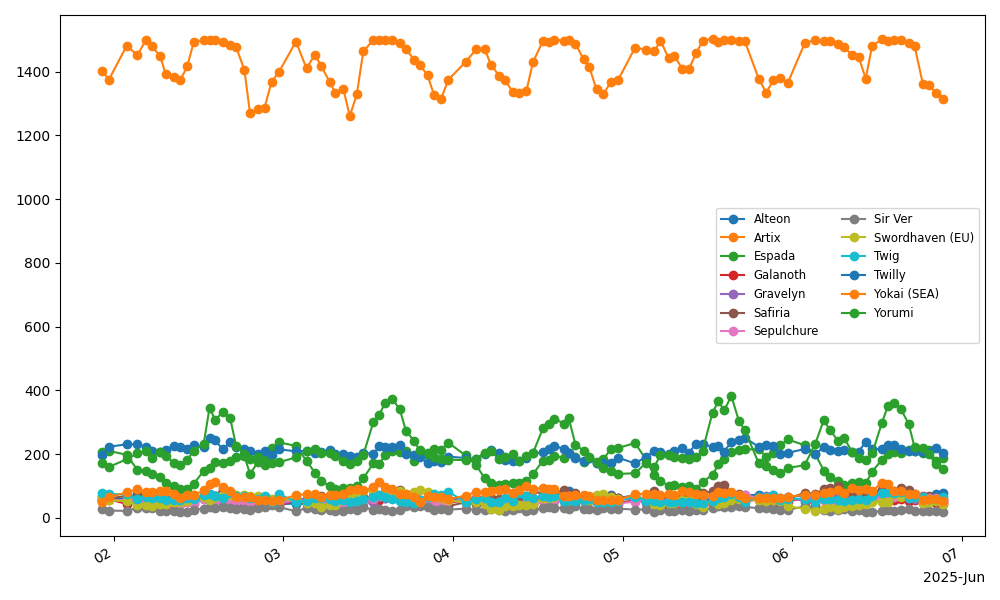 1400
1200
1000
800
600
400
200
0
Alteon
Artix
Espada
Galanoth
Gravelyn
Safiria
Sepulchure
Sir Ver
Swordhaven (EU)
Twig
Twilly
Yokai (SEA)
Yorumi
02
03
04
05
06
07
2025-Jun